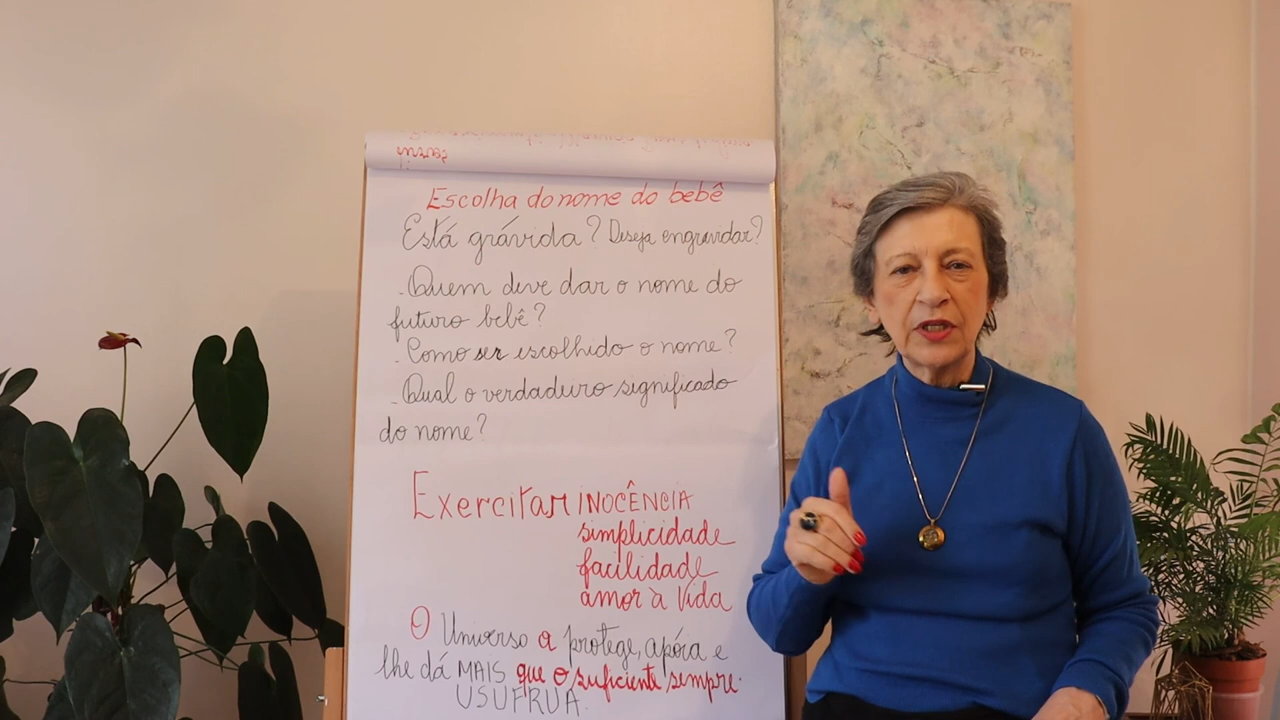 Escolha do nome do bebê
Está grávida? Deseja engravidar?
- Quem deve dar o nome do
futuro bebê?
- Como ser escolhido o nome?
- Qual o verdadeiro significado
do nome?
Exercitar INOCÊNCIA
simplicidade
facilidade
amor à Vida
O Universo a protege, apóia e
lhe dá MAIS que o suficiente sempre.
USUFRUA.